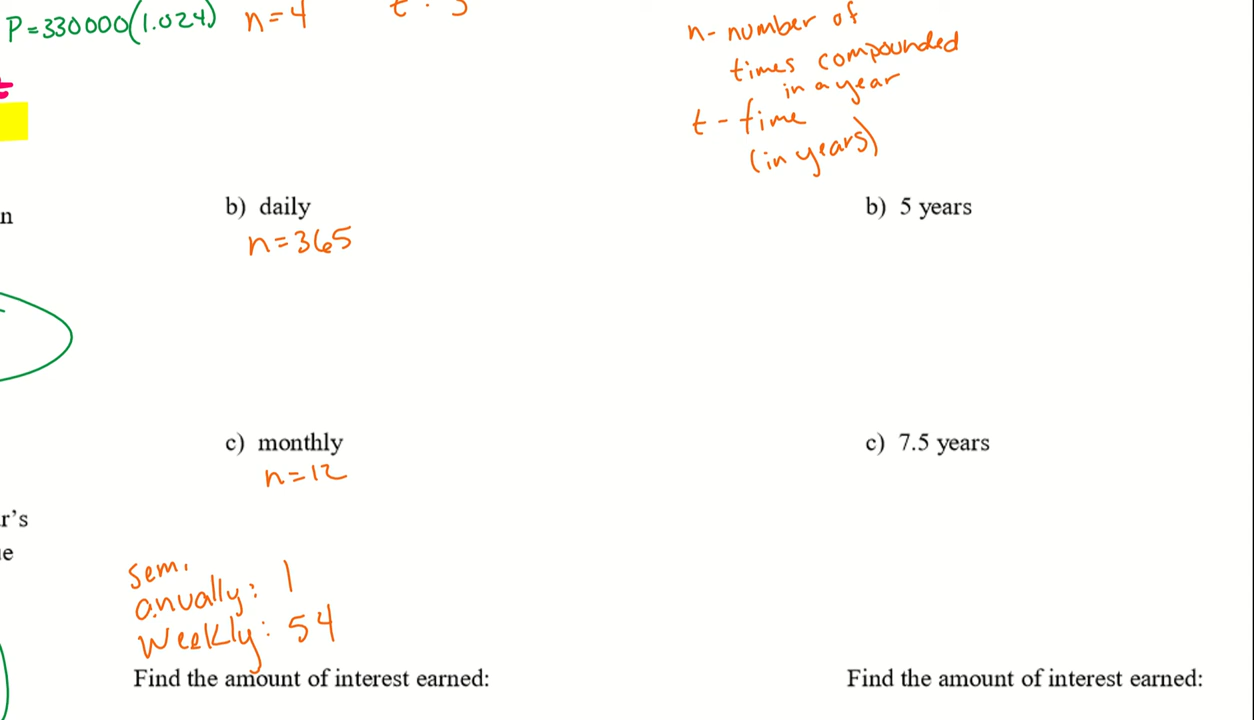 P=330000(1.024) n=4
n- number of
times compounded
in a year
t - time
(in years)
n
b) daily
n=365
b) 5 years
c) monthly
n=12
c) 7.5 years
r's
e
sem.
anually: 1
weekly: 54
Find the amount of interest earned:
Find the amount of interest earned: